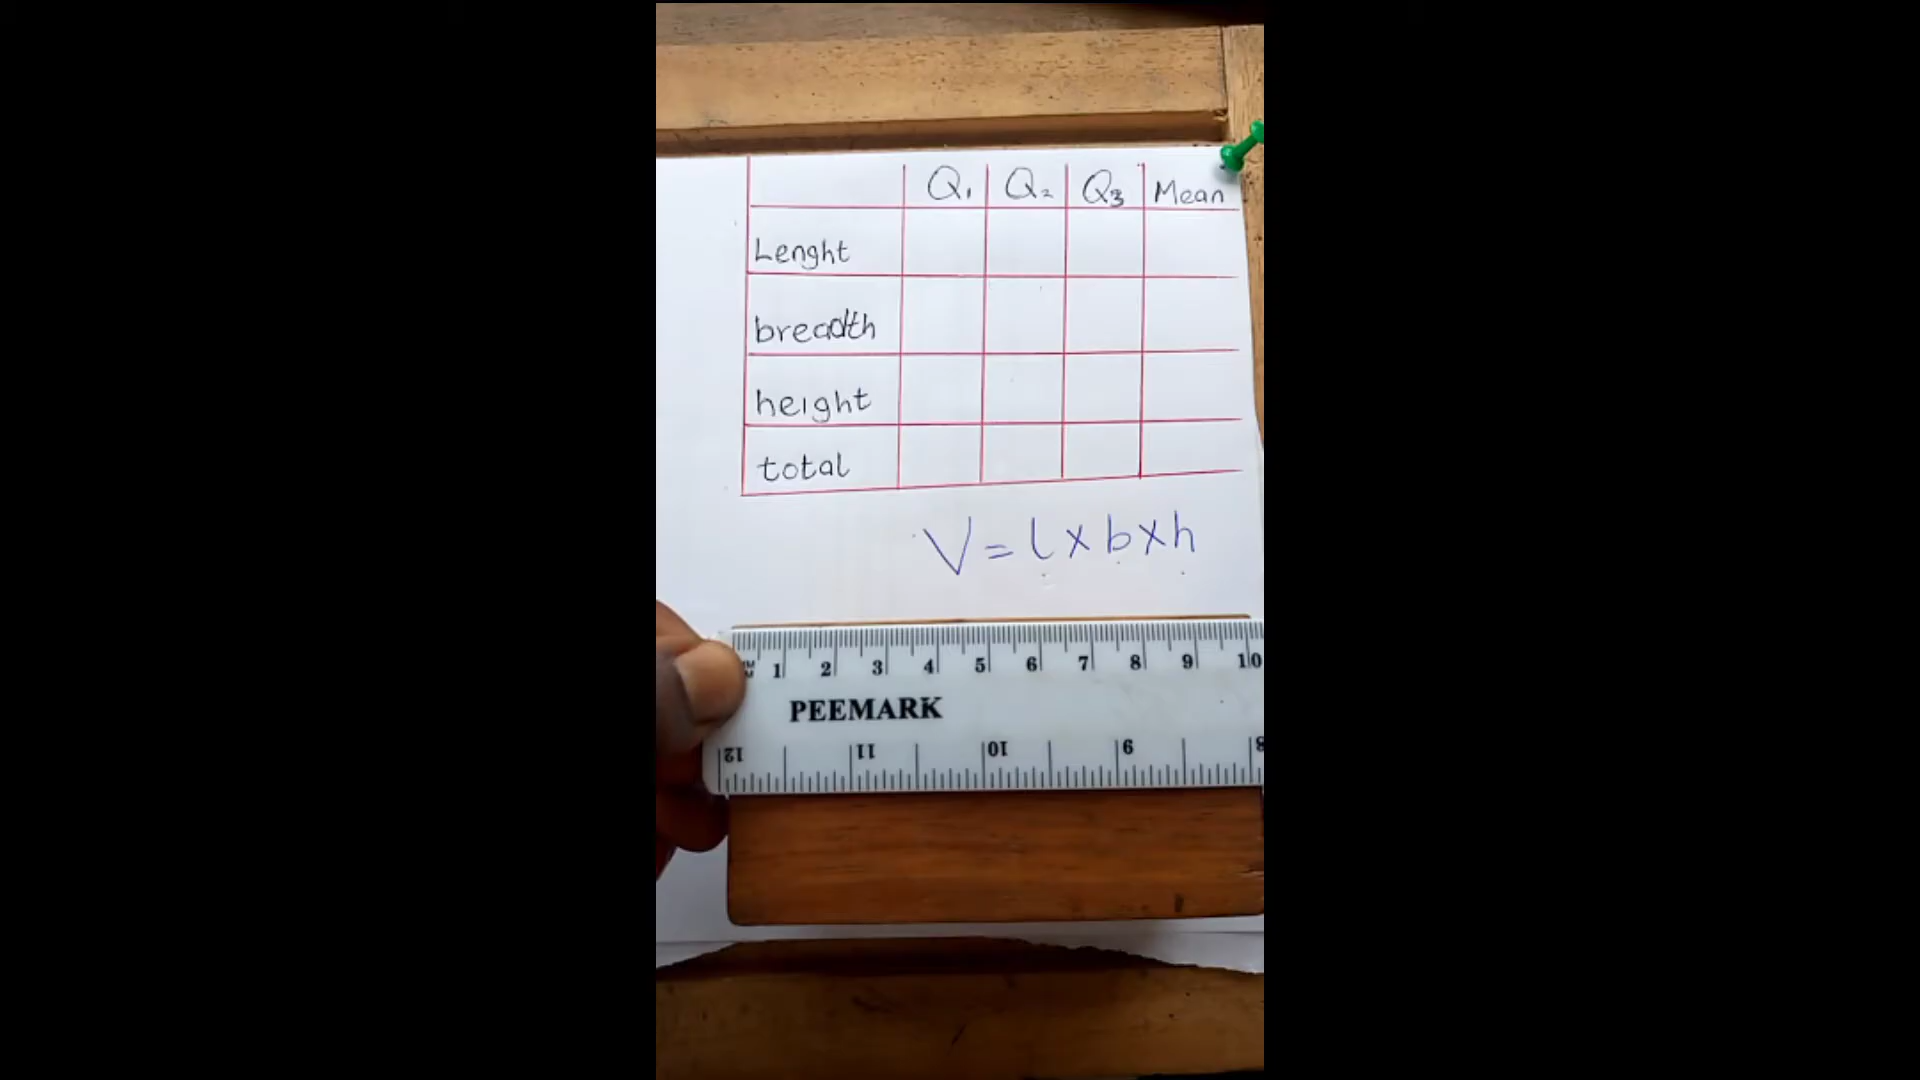 Q₁ Q₂ Q₃ Mean
Lenght
breadth
height
total
V = l x b x h
1 2 3 4 5 6 7 8 9 10
PEEMARK
12 11 10 9 8